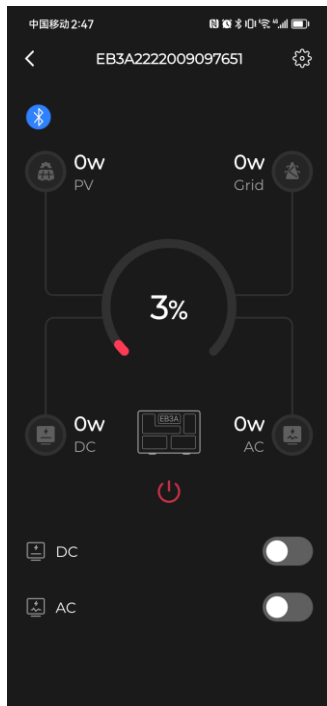 中国移动 2:47
EB3A2222009097651
0w
PV
0w
Grid
3%
0w
DC
EB3A
0w
AC
DC
AC